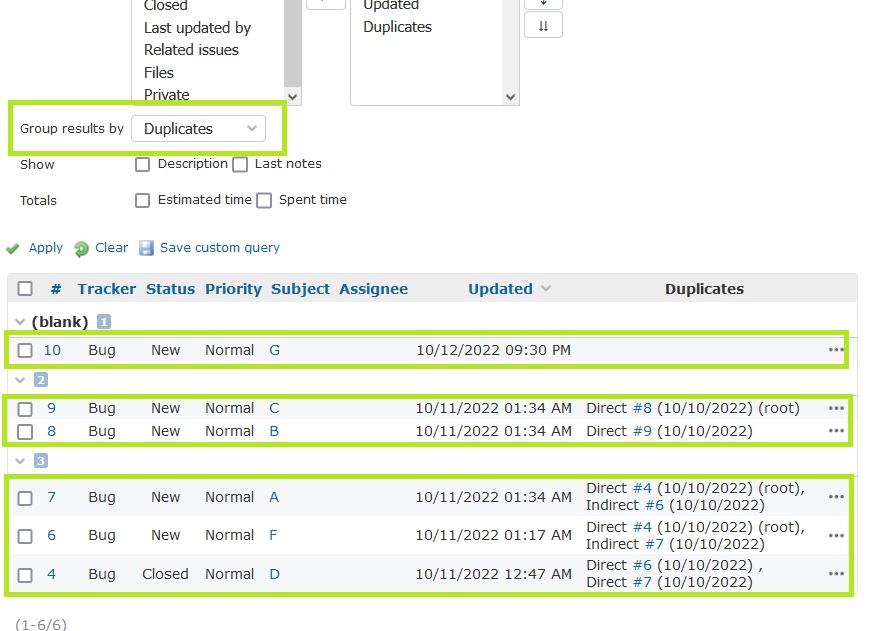 Closed
Last updated by
Related issues
Files
Private
Updated
Duplicates
Group results by Duplicates
Show Description Last notes
Totals Estimated time Spent time
Apply Clear Save custom query
# Tracker Status Priority Subject Assignee Updated Duplicates
(blank) 1
10 Bug New Normal G 10/12/2022 09:30 PM
2
9 Bug New Normal C 10/11/2022 01:34 AM Direct #8 (10/10/2022) (root)
8 Bug New Normal B 10/11/2022 01:34 AM Direct #9 (10/10/2022)
3
7 Bug New Normal A 10/11/2022 01:34 AM Direct #4 (10/10/2022) (root),
Indirect #6 (10/10/2022)
6 Bug New Normal F 10/11/2022 01:17 AM Direct #4 (10/10/2022) (root),
Indirect #7 (10/10/2022)
4 Bug Closed Normal D 10/11/2022 12:47 AM Direct #6 (10/10/2022) ,
Direct #7 (10/10/2022)
(1-6/6)